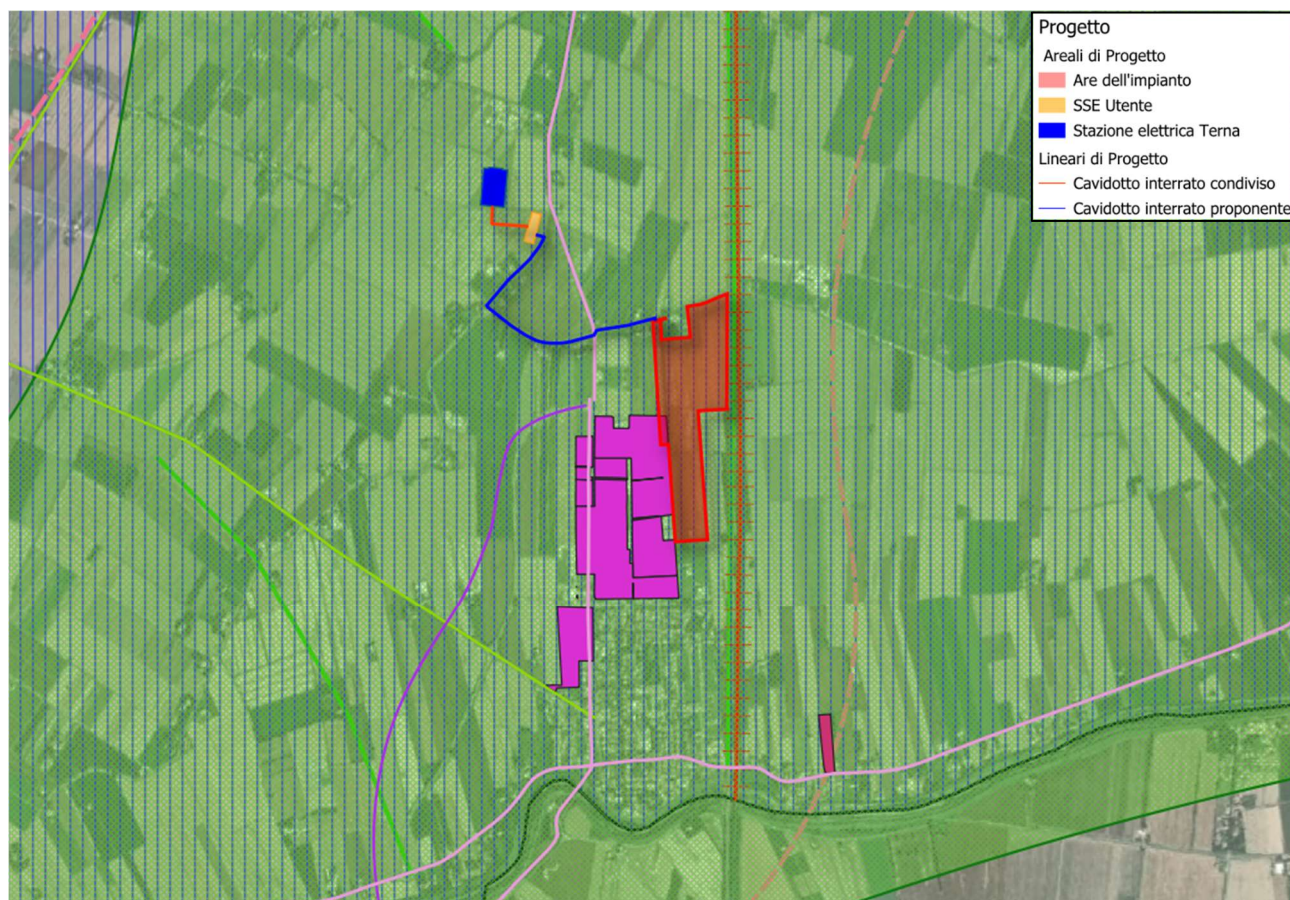 Progetto
Areali di Progetto
Are dell'impianto
SSE Utente
Stazione elettrica Terna
Lineari di Progetto
Cavidotto interrato condiviso
Cavidotto interrato proponente